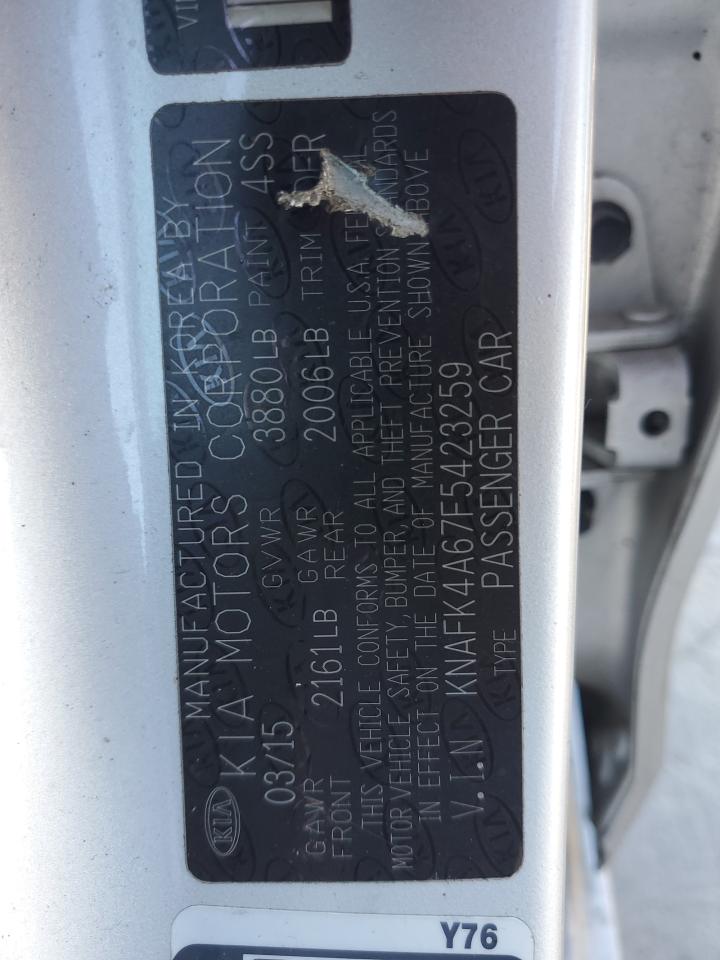 MANUFACTURED IN KOREA BY
KIA KIA MOTORS CORPORATION
03/15 GVWR 3880LB PAINT 4SS
GAWR FRONT 2161LB GAWR REAR 2006LB TRIM
THIS VEHICLE CONFORMS TO ALL APPLICABLE U.S.A. FEDERAL
MOTOR VEHICLE SAFETY, BUMPER, AND THEFT PREVENTION STANDARDS
IN EFFECT ON THE DATE OF MANUFACTURE SHOWN ABOVE
V.I.N KNAFK4A67F5423259
TYPE PASSENGER CAR
Y76